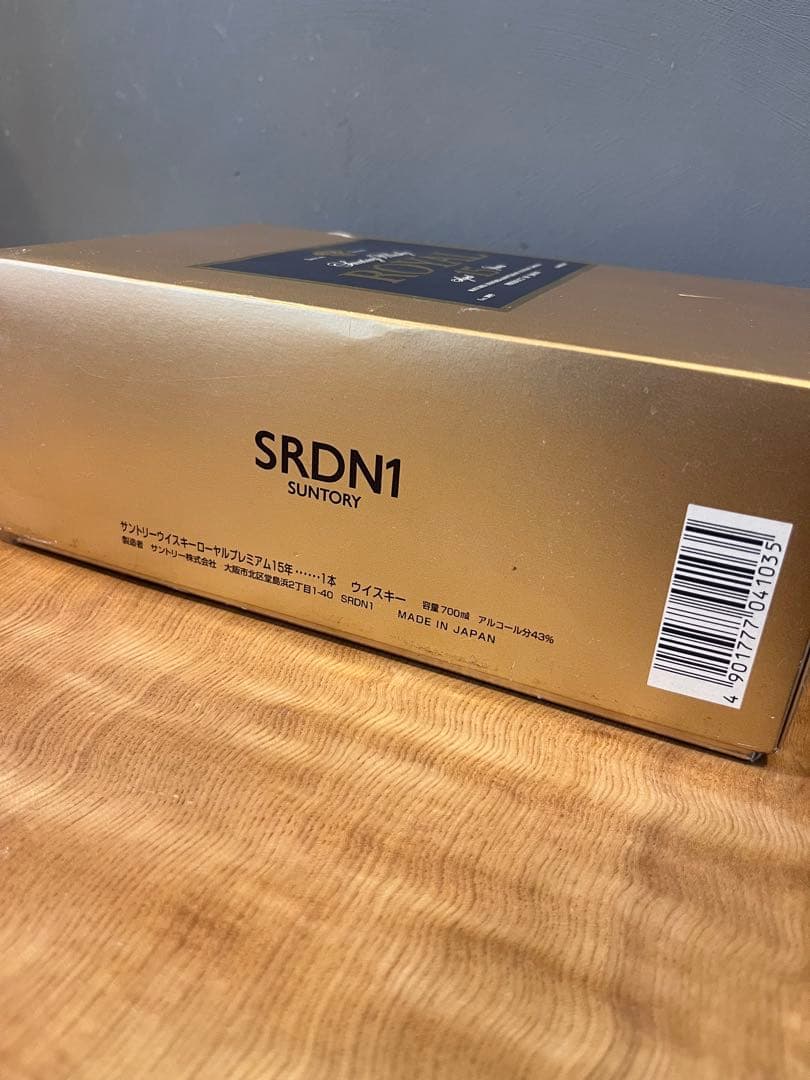 ROYAL
SRDN1
SUNTORY
サントリーウイスキーローヤルプレミアム15年……1本 ウイスキー 容量700㎖ アルコール分43%
製造者 サントリー株式会社 大阪市北区堂島浜2丁目1-40 SRDN1 MADE IN JAPAN
4 901777 041035